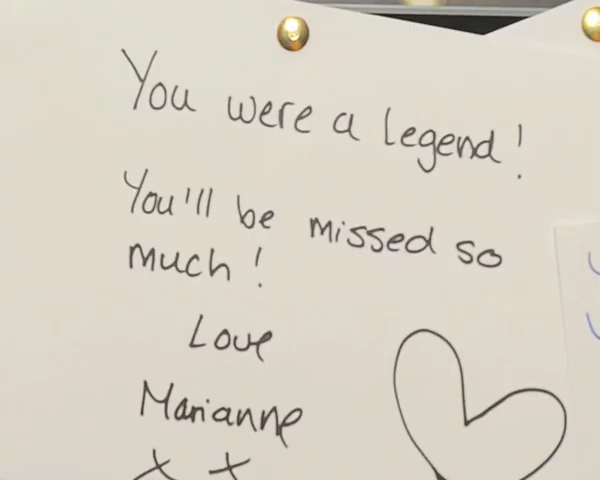 You were a legend!
You'll be missed so
much!
Love
Marianne
x x